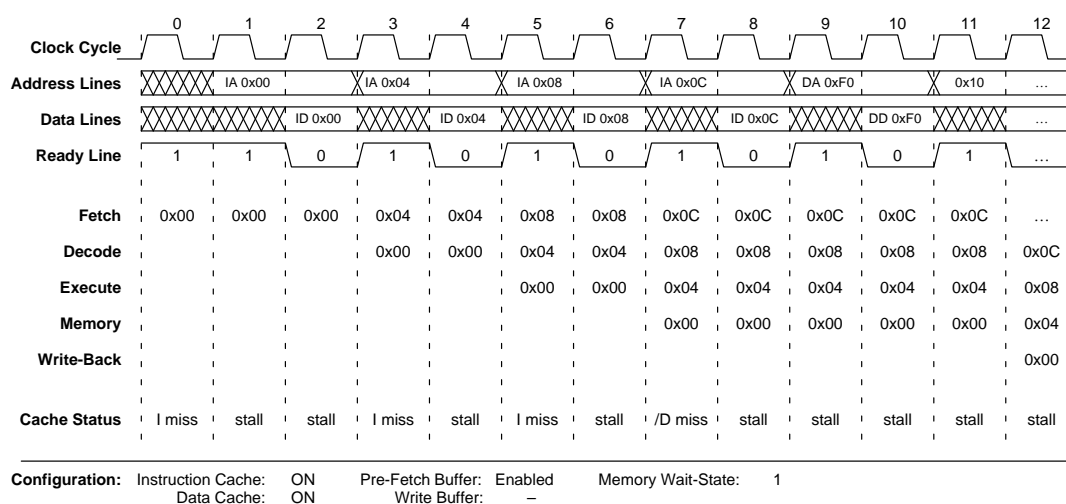 0 1 2 3 4 5 6 7 8 9 10 11 12
Clock Cycle
Address Lines IA 0x00 IA 0x04 IA 0x08 IA 0x0C DA 0xF0 0x10 …
Data Lines ID 0x00 ID 0x04 ID 0x08 ID 0x0C DD 0xF0 …
Ready Line 1 1 0 1 0 1 0 1 0 1 0 1 …
Fetch 0x00 0x00 0x00 0x04 0x04 0x08 0x08 0x0C 0x0C 0x0C 0x0C 0x0C …
Decode 0x00 0x00 0x04 0x04 0x08 0x08 0x08 0x08 0x08 0x0C
Execute 0x00 0x00 0x04 0x04 0x04 0x04 0x04 0x08
Memory 0x00 0x00 0x00 0x00 0x00 0x04
Write-Back 0x00
Cache Status I miss stall stall I miss stall I miss stall /D miss stall stall stall stall stall
Configuration: Instruction Cache: ON Pre-Fetch Buffer: Enabled Memory Wait-State: 1
Data Cache: ON Write Buffer: –